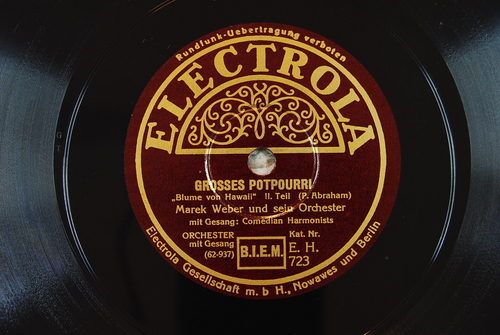 Rundfunk-Uebertragung verboten
ELECTROLA
GROSSES POTPOURRI
„Blume von Hawaii" II. Teil (P. Abraham)
Marek Weber und sein Orchester
mit Gesang: Comedian Harmonists
ORCHESTER
mit Gesang
(62-937)
B.I.E.M.
Kat. Nr.
E. H.
723
Electrola Gesellschaft m. b H., Nowawes und Berlin